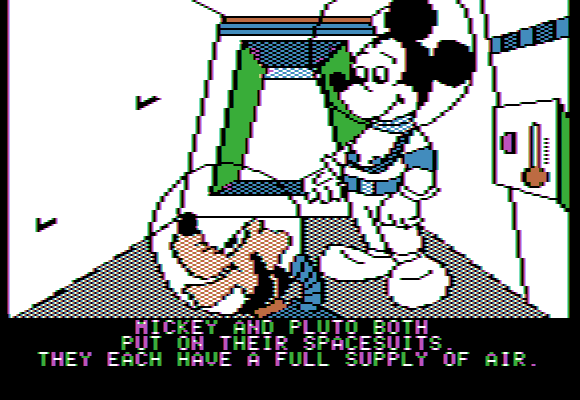 MICKEY AND PLUTO BOTH
PUT ON THEIR SPACESUITS.
THEY EACH HAVE A FULL SUPPLY OF AIR.